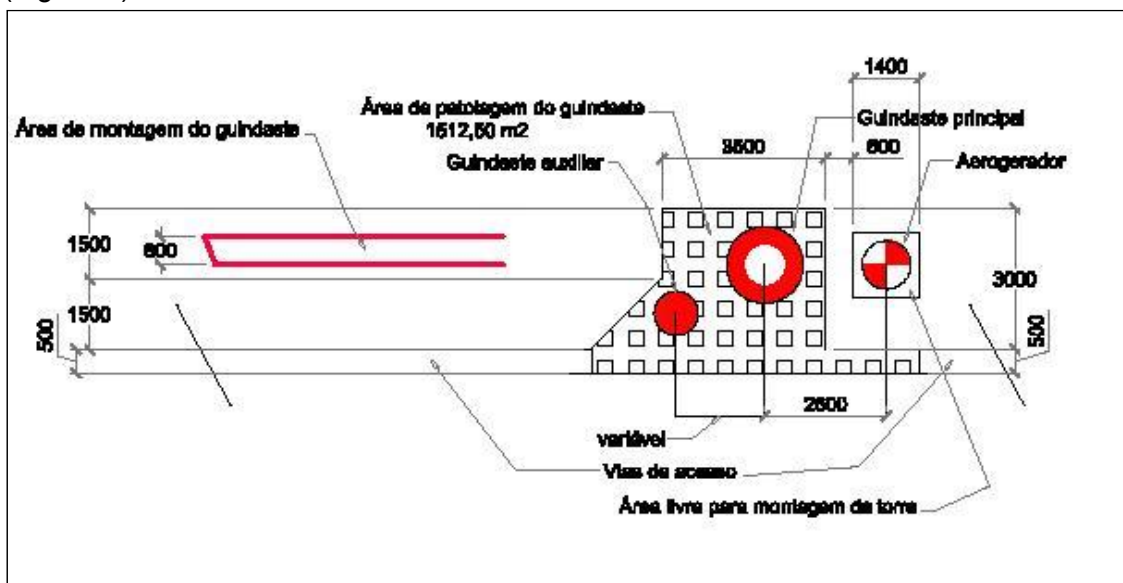 1400
Área de patolagem do guindaste
1512,50 m2
Área de montagem do guindaste
Guindaste principal
3500
600
Guindaste auxiliar
Aerogerador
1500
600
3000
1500
500
500
2600
variável
Vias de acesso
Área livre para montagem da torre